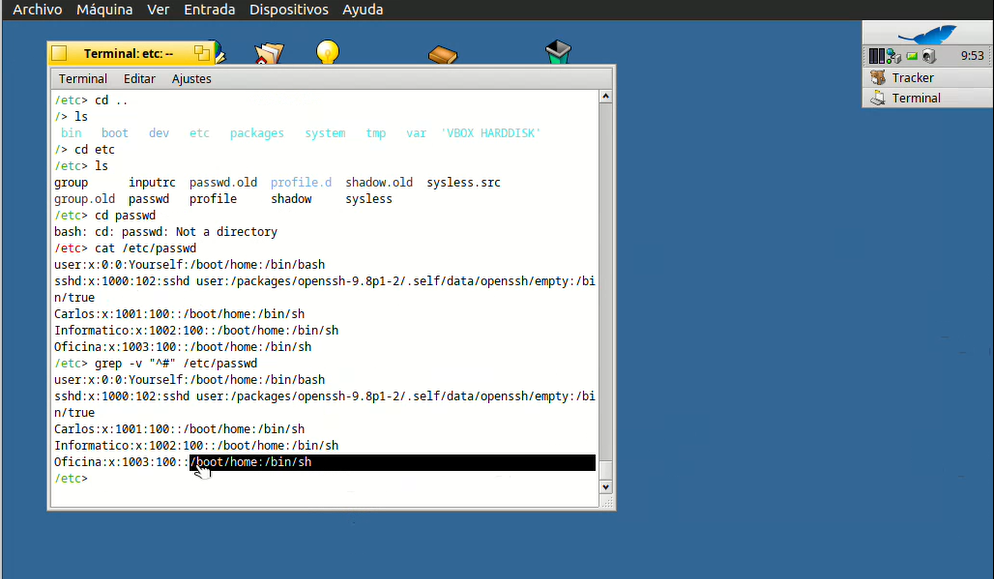 Archivo Máquina Ver Entrada Dispositivos Ayuda
Terminal: etc: --
9:53
Tracker
Terminal
Terminal Editar Ajustes
/etc> cd ..
/> ls
bin boot dev etc packages system tmp var 'VBOX HARDDISK'
/> cd etc
/etc> ls
group inputrc passwd.old profile.d shadow.old sysless.src
group.old passwd profile shadow sysless
/etc> cd passwd
bash: cd: passwd: Not a directory
/etc> cat /etc/passwd
user:x:0:0:Yourself:/boot/home:/bin/bash
sshd:x:1000:102:sshd user:/packages/openssh-9.8p1-2/.self/data/openssh/empty:/bi
n/true
Carlos:x:1001:100::/boot/home:/bin/sh
Informatico:x:1002:100::/boot/home:/bin/sh
Oficina:x:1003:100::/boot/home:/bin/sh
/etc> grep -v "^#" /etc/passwd
user:x:0:0:Yourself:/boot/home:/bin/bash
sshd:x:1000:102:sshd user:/packages/openssh-9.8p1-2/.self/data/openssh/empty:/bi
n/true
Carlos:x:1001:100::/boot/home:/bin/sh
Informatico:x:1002:100::/boot/home:/bin/sh
Oficina:x:1003:100::/boot/home:/bin/sh
/etc>